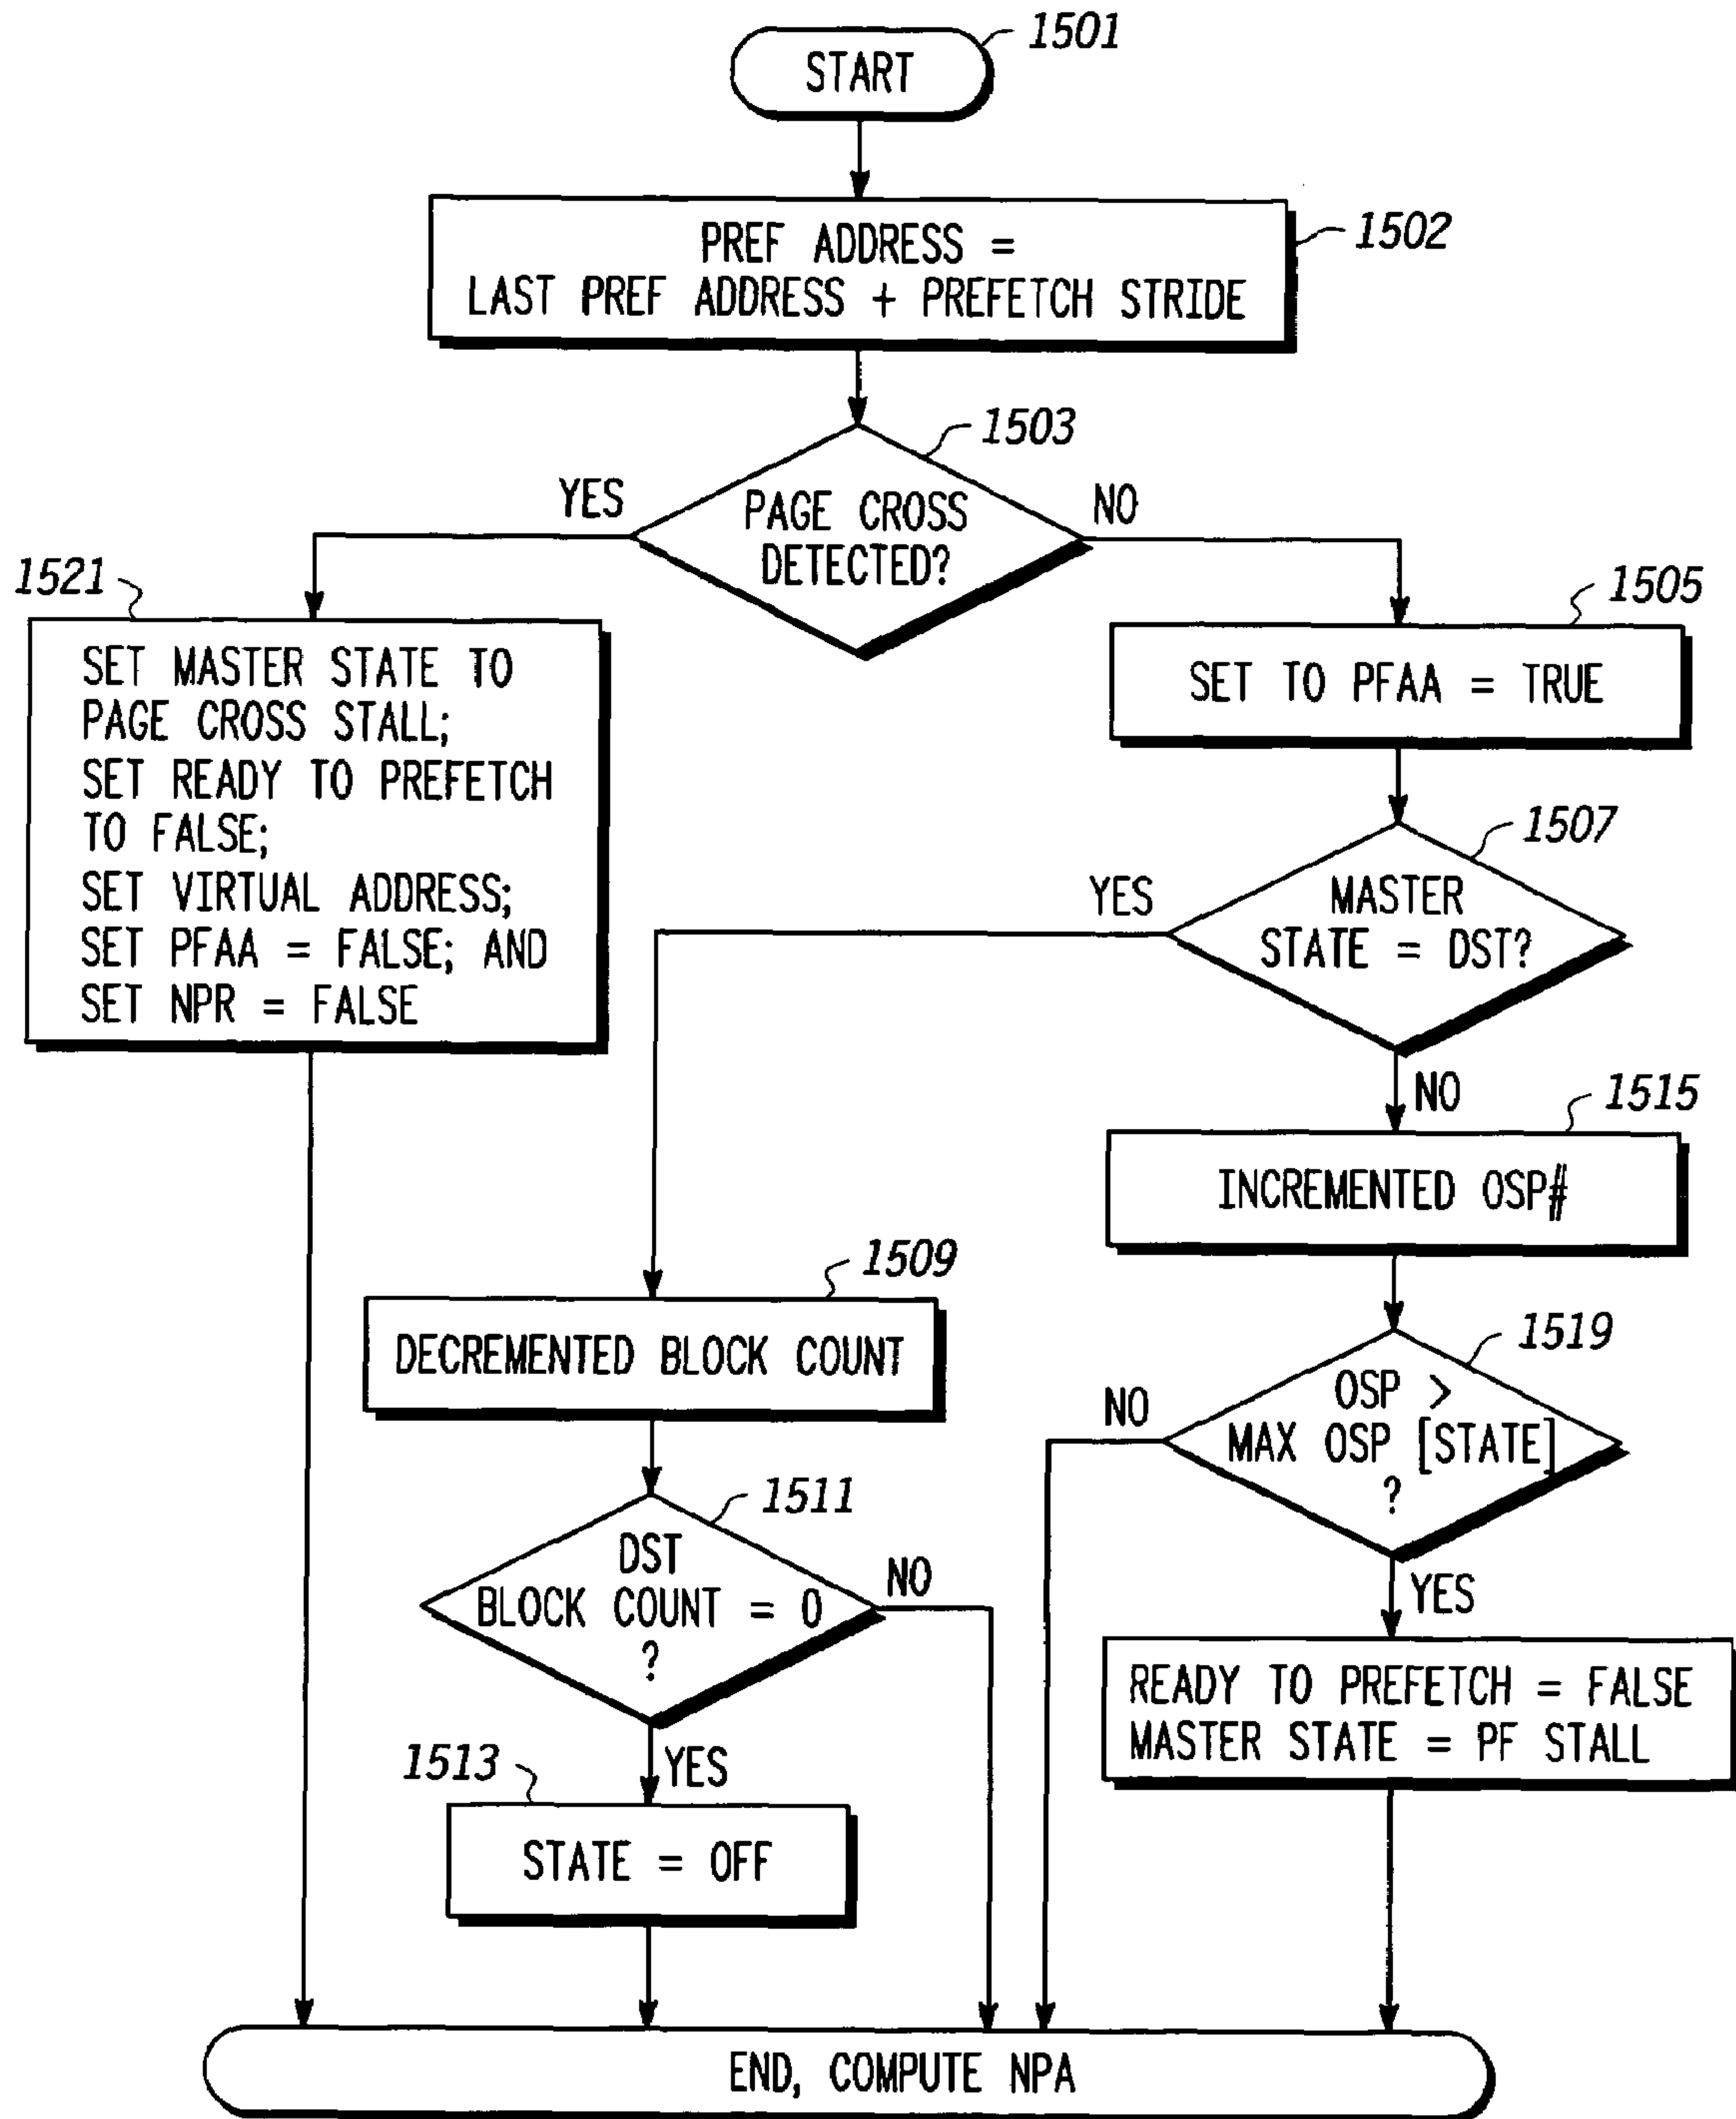 1501
START
1502
PREF ADDRESS =
LAST PREF ADDRESS + PREFETCH STRIDE
1503
YES
PAGE CROSS
DETECTED?
NO
1521
SET MASTER STATE TO
PAGE CROSS STALL;
SET READY TO PREFETCH
TO FALSE;
SET VIRTUAL ADDRESS;
SET PFAA = FALSE; AND
SET NPR = FALSE
1505
SET TO PFAA = TRUE
1507
YES
MASTER
STATE = DST?
NO
1515
INCREMENTED OSP#
1509
DECREMENTED BLOCK COUNT
1519
NO
OSP >
MAX OSP [STATE]
?
YES
1511
DST
BLOCK COUNT = 0
?
NO
YES
READY TO PREFETCH = FALSE
MASTER STATE = PF STALL
1513
STATE = OFF
END, COMPUTE NPA